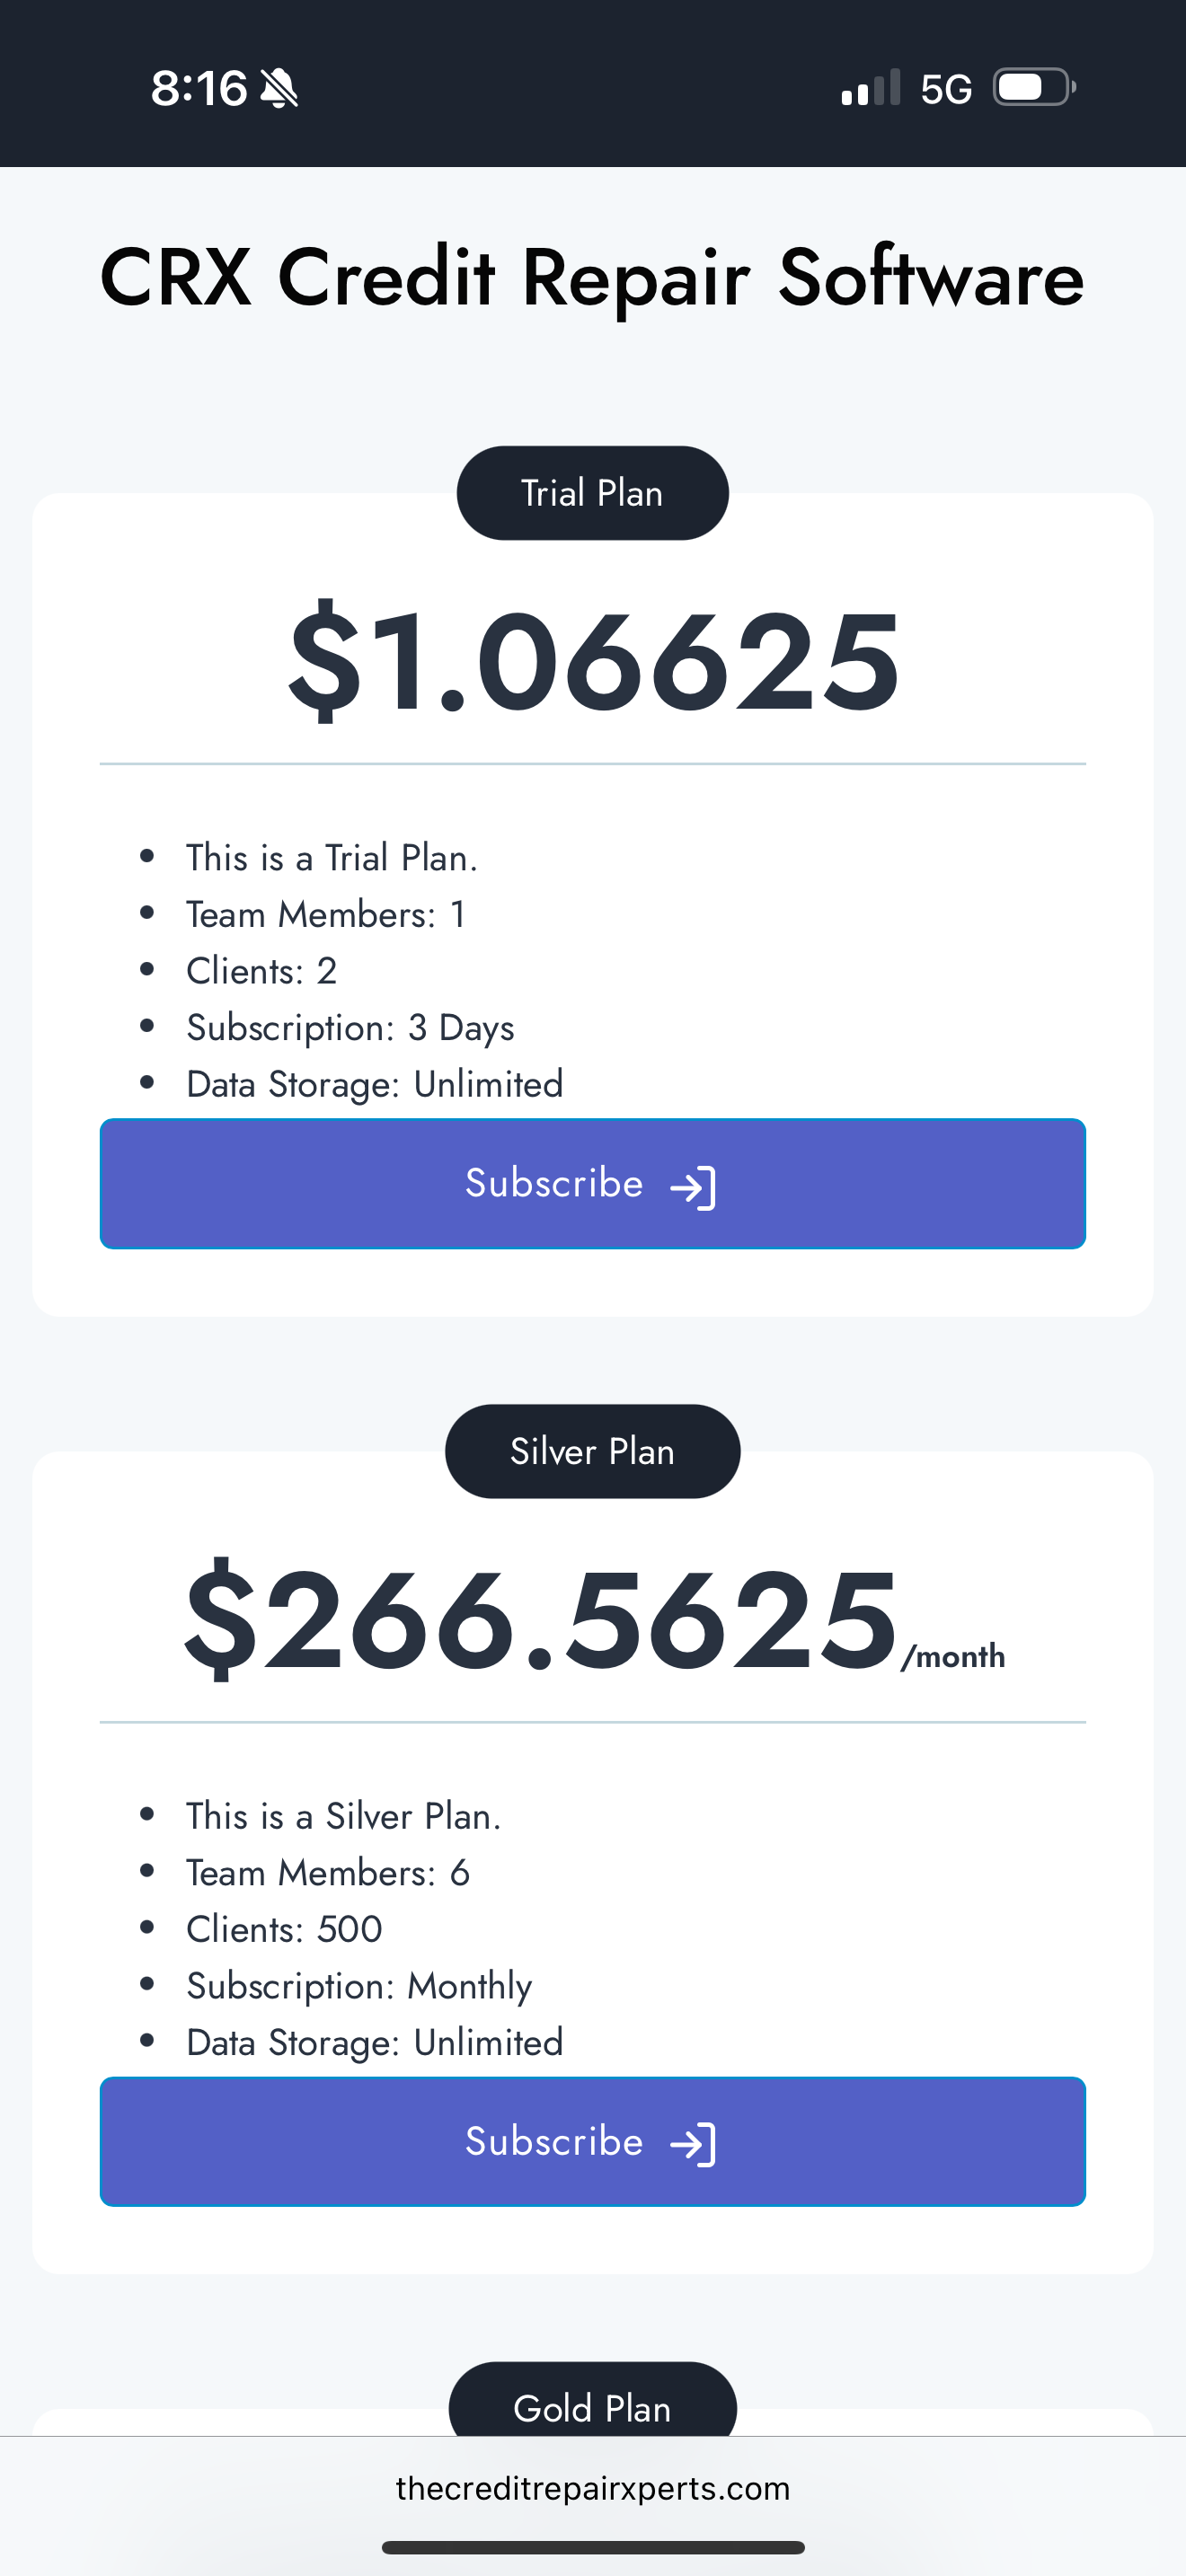 8:16
5G
CRX Credit Repair Software
Trial Plan
$1.06625
This is a Trial Plan.
Team Members: 1
Clients: 2
Subscription: 3 Days
Data Storage: Unlimited
Subscribe
Silver Plan
$266.5625/month
This is a Silver Plan.
Team Members: 6
Clients: 500
Subscription: Monthly
Data Storage: Unlimited
Subscribe
Gold Plan
thecreditrepairxperts.com